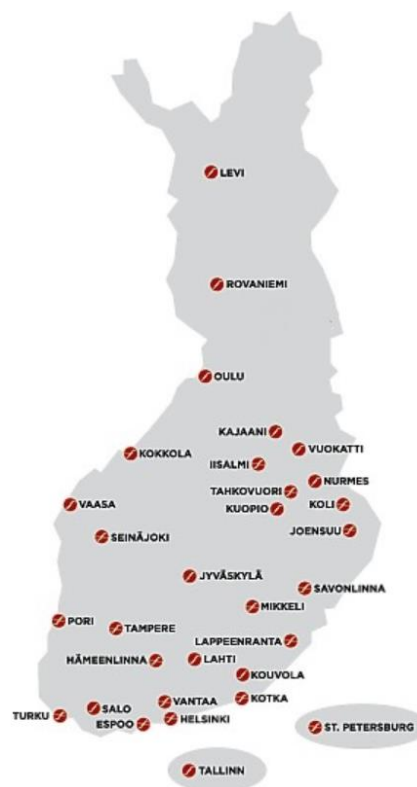 LEVI
ROVANIEMI
OULU
KAJAANI
VUOKATTI
KOKKOLA
IISALMI
NURMES
TAHKOVUORI
VAASA
KUOPIO
KOLI
JOENSUU
SEINÄJOKI
JYVÄSKYLÄ
SAVONLINNA
MIKKELI
PORI
TAMPERE
LAPPEENRANTA
HÄMEENLINNA
LAHTI
KOUVOLA
KOTKA
VANTAA
SALO
TURKU
ESPOO
HELSINKI
ST. PETERSBURG
TALLINN